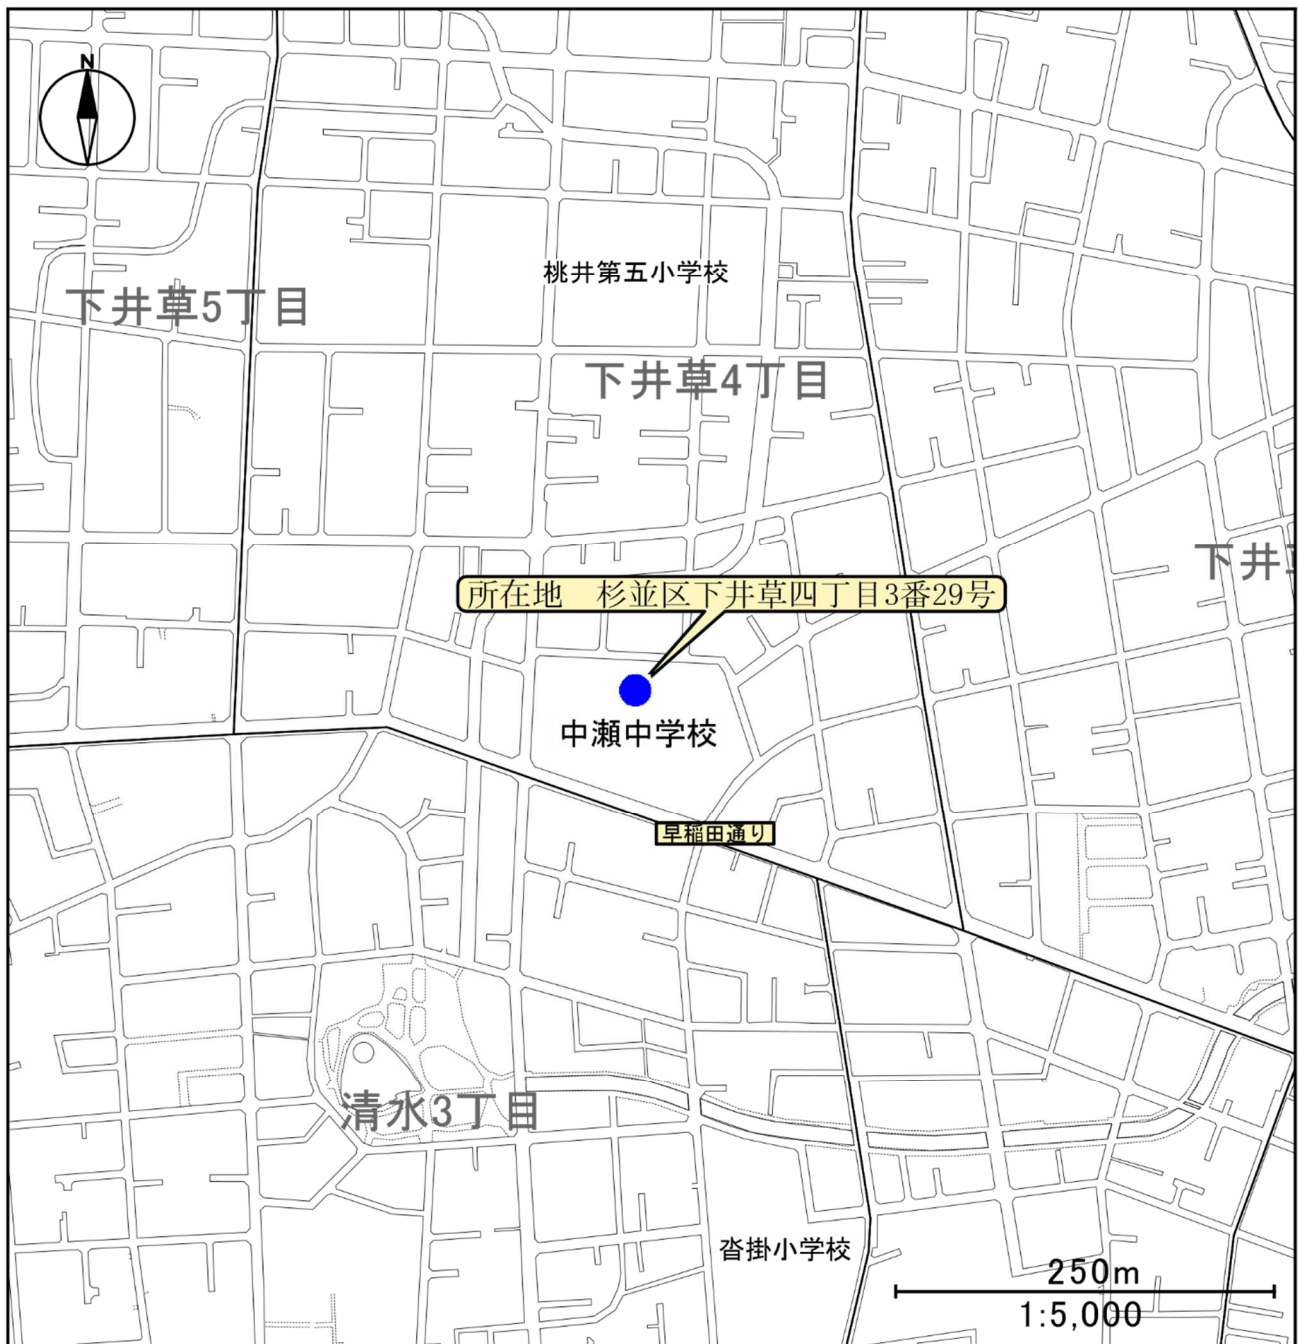 N
桃井第五小学校
下井草5丁目
下井草4丁目
下井
所在地　杉並区下井草四丁目3番29号
中瀬中学校
早稲田通り
清水3丁目
沓掛小学校
250m
1:5,000